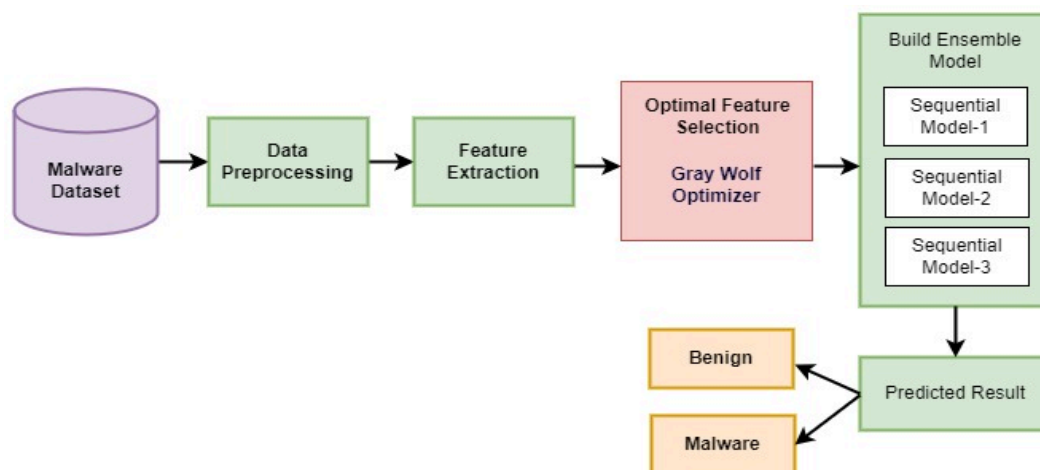 Malware
Dataset
Data
Preprocessing
Feature
Extraction
Optimal Feature
Selection
Gray Wolf
Optimizer
Build Ensemble
Model
Sequential
Model-1
Sequential
Model-2
Sequential
Model-3
Predicted Result
Benign
Malware